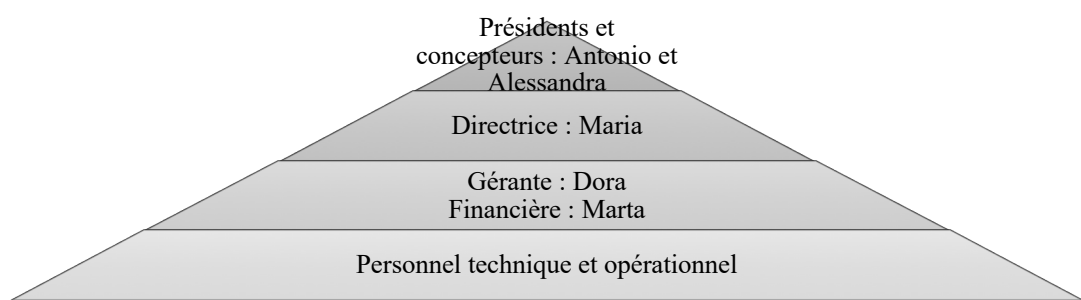 Présidents et
concepteurs : Antonio et
Alessandra
Directrice : Maria
Gérante : Dora
Financière : Marta
Personnel technique et opérationnel